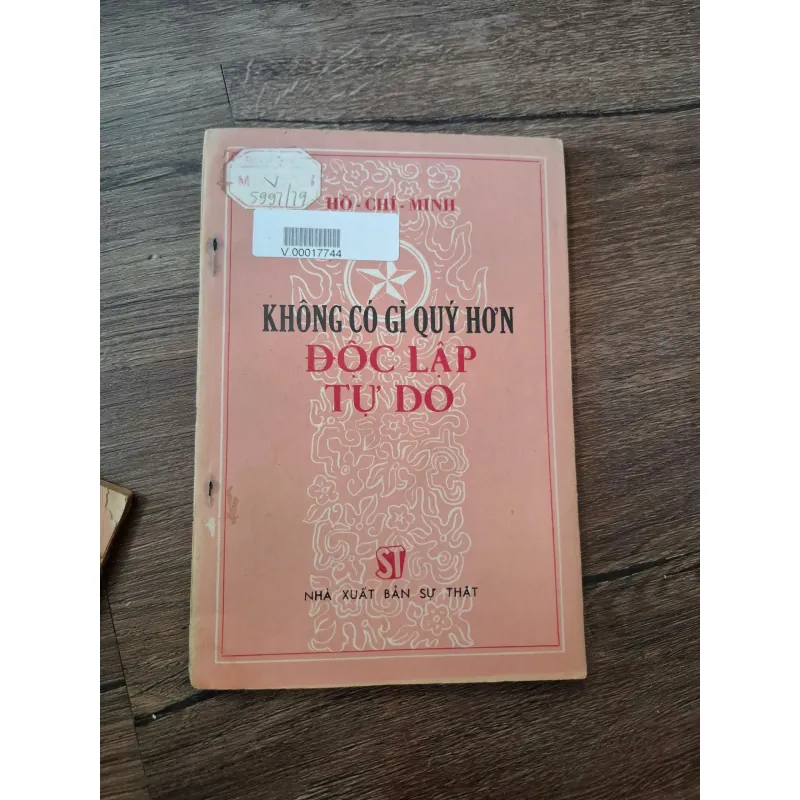 M V
5997/79
HỒ - CHÍ - MINH
V 00017744
KHÔNG CÓ GÌ QUÝ HƠN
ĐỘC LẬP
TỰ DO
ST
NHÀ XUẤT BẢN SỰ THẬT